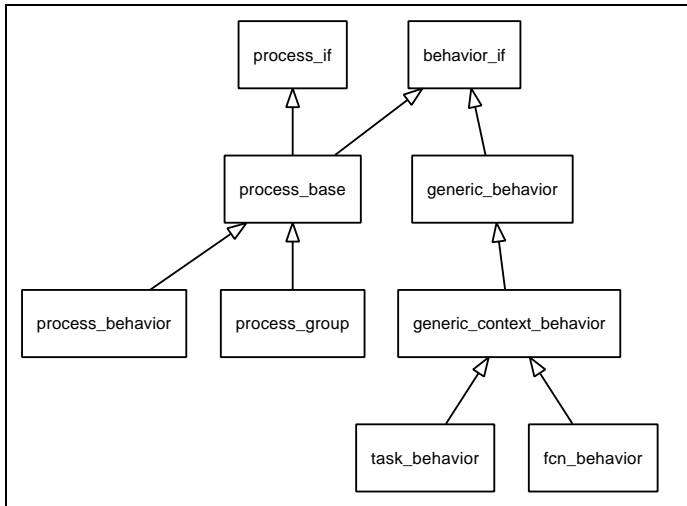 process_if
behavior_if
process_base
generic_behavior
process_behavior
process_group
generic_context_behavior
task_behavior
fcn_behavior